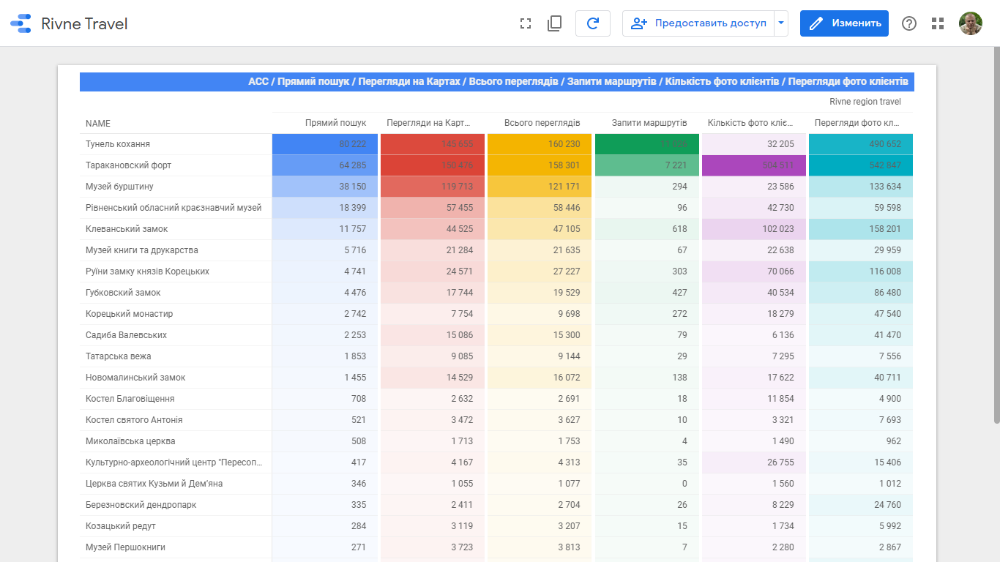 Rivne Travel
Предоставить доступ
Изменить
АСС / Прямий пошук / Перегляди на Картах / Всього переглядів / Запити маршрутів / Кількість фото клієнтів / Перегляди фото клієнтів
Rivne region travel
NAME Прямий пошук Перегляди на Карт... Всього переглядів Запити маршрутів Кількість фото кліє... Перегляди фото кл...
Тунель кохання 80 222 145 655 160 230 11 026 32 205 490 652
Таракановский форт 64 285 150 476 158 301 7 221 504 511 542 847
Музей бурштину 38 150 119 713 121 171 294 23 586 133 634
Рівненський обласний краєзнавчий музей 18 399 57 455 58 446 96 42 730 59 598
Клеванський замок 11 757 44 525 47 105 618 102 023 158 201
Музей книги та друкарства 5 716 21 284 21 635 67 22 638 29 959
Руїни замку князів Корецьких 4 741 24 571 27 227 303 70 066 116 008
Губковский замок 4 476 17 744 19 529 427 40 534 86 480
Корецький монастир 2 742 7 754 9 698 272 18 279 47 540
Садиба Валевських 2 253 15 086 15 300 79 6 136 41 470
Татарська вежа 1 853 9 085 9 144 29 7 295 7 556
Новомалинський замок 1 455 14 529 16 072 138 17 622 40 711
Костел Благовіщення 708 2 632 2 691 18 11 854 4 900
Костел святого Антонія 521 3 472 3 627 10 3 321 7 693
Миколаївська церква 508 1 713 1 753 4 1 490 962
Культурно-археологічний центр "Пересоп... 417 4 167 4 313 35 26 755 15 406
Церква святих Кузьми й Дем'яна 346 1 055 1 077 0 1 560 1 012
Березновский дендропарк 335 2 411 2 704 26 8 229 24 760
Козацький редут 284 3 119 3 207 15 1 734 5 992
Музей Першокниги 271 3 723 3 813 7 2 280 2 867